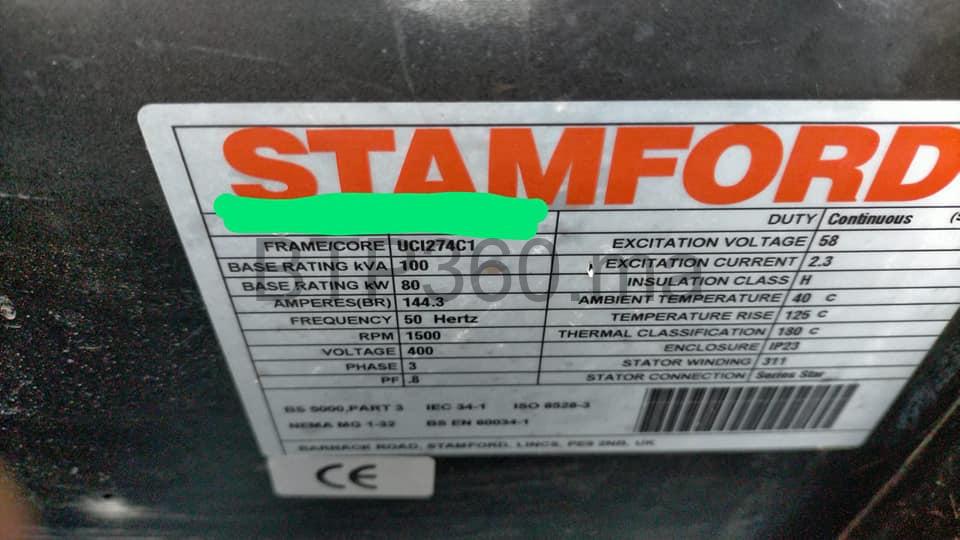 STAMFORD
DUTY Continuous
FRAME/CORE UCI274C1 EXCITATION VOLTAGE 58
BASE RATING kVA 100 EXCITATION CURRENT 2.3
BASE RATING kW 80 INSULATION CLASS H
AMPERES(BR) 144.3 AMBIENT TEMPERATURE 40 C
FREQUENCY 50 Hertz TEMPERATURE RISE 125 C
RPM 1500 THERMAL CLASSIFICATION 180 C
VOLTAGE 400 ENCLOSURE IP23
PHASE 3 STATOR WINDING 311
PF .8 STATOR CONNECTION Series Star
BS 5000,PART 3 IEC 34-1 ISO 8528-3
NEMA MG 1-32 BS EN 60034-1
BARNACK ROAD, STAMFORD, LINCS, PE9 2NB, UK
CE
BTP360.ma